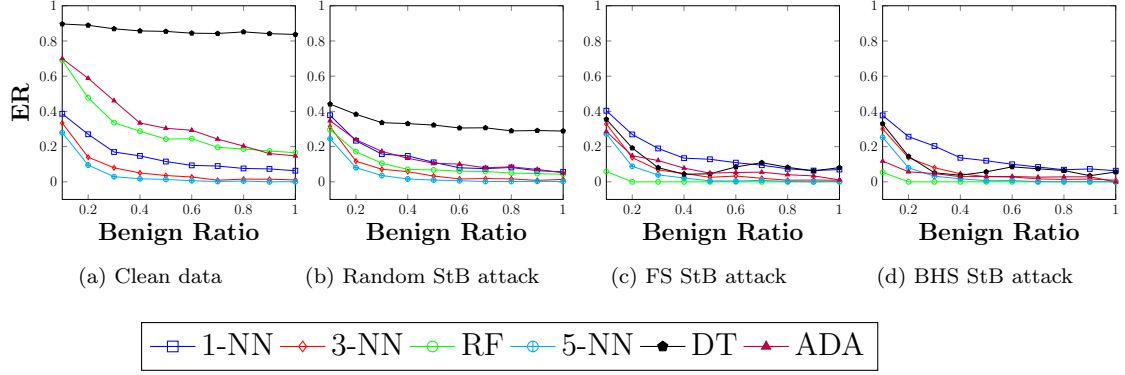 1
0.8
0.6
0.4
0.2
0
ER
0.2 0.4 0.6 0.8 1
Benign Ratio
(a) Clean data
1
0.8
0.6
0.4
0.2
0
0.2 0.4 0.6 0.8 1
Benign Ratio
(b) Random StB attack
1
0.8
0.6
0.4
0.2
0
0.2 0.4 0.6 0.8 1
Benign Ratio
(c) FS StB attack
1
0.8
0.6
0.4
0.2
0
0.2 0.4 0.6 0.8 1
Benign Ratio
(d) BHS StB attack
1-NN 3-NN RF 5-NN DT ADA